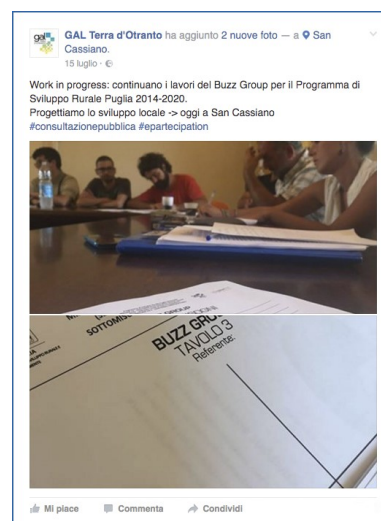 gal
GAL Terra d'Otranto ha aggiunto 2 nuove foto — a San
Cassiano.
15 luglio ·
Work in progress: continuano i lavori del Buzz Group per il Programma di
Sviluppo Rurale Puglia 2014-2020.
Progettiamo lo sviluppo locale -> oggi a San Cassiano
#consultazionepubblica #epartecipation
BUZZ GRO
TAVOLO 3
Referente:
Mi piace Commenta Condividi